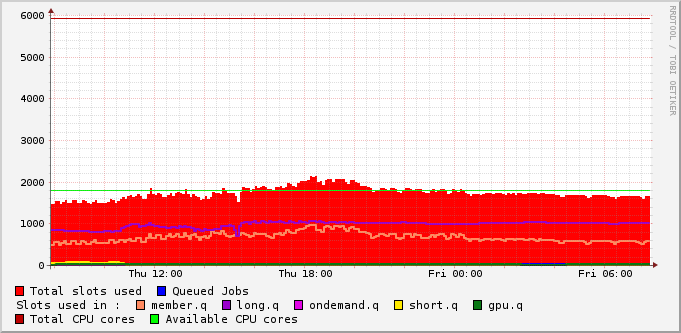 RRDTOOL / TOBI OETIKER
6000
5000
4000
3000
2000
1000
0
Thu 12:00 Thu 18:00 Fri 00:00 Fri 06:00
Total slots used Queued Jobs
Slots used in : member.q long.q ondemand.q short.q gpu.q
Total CPU cores Available CPU cores